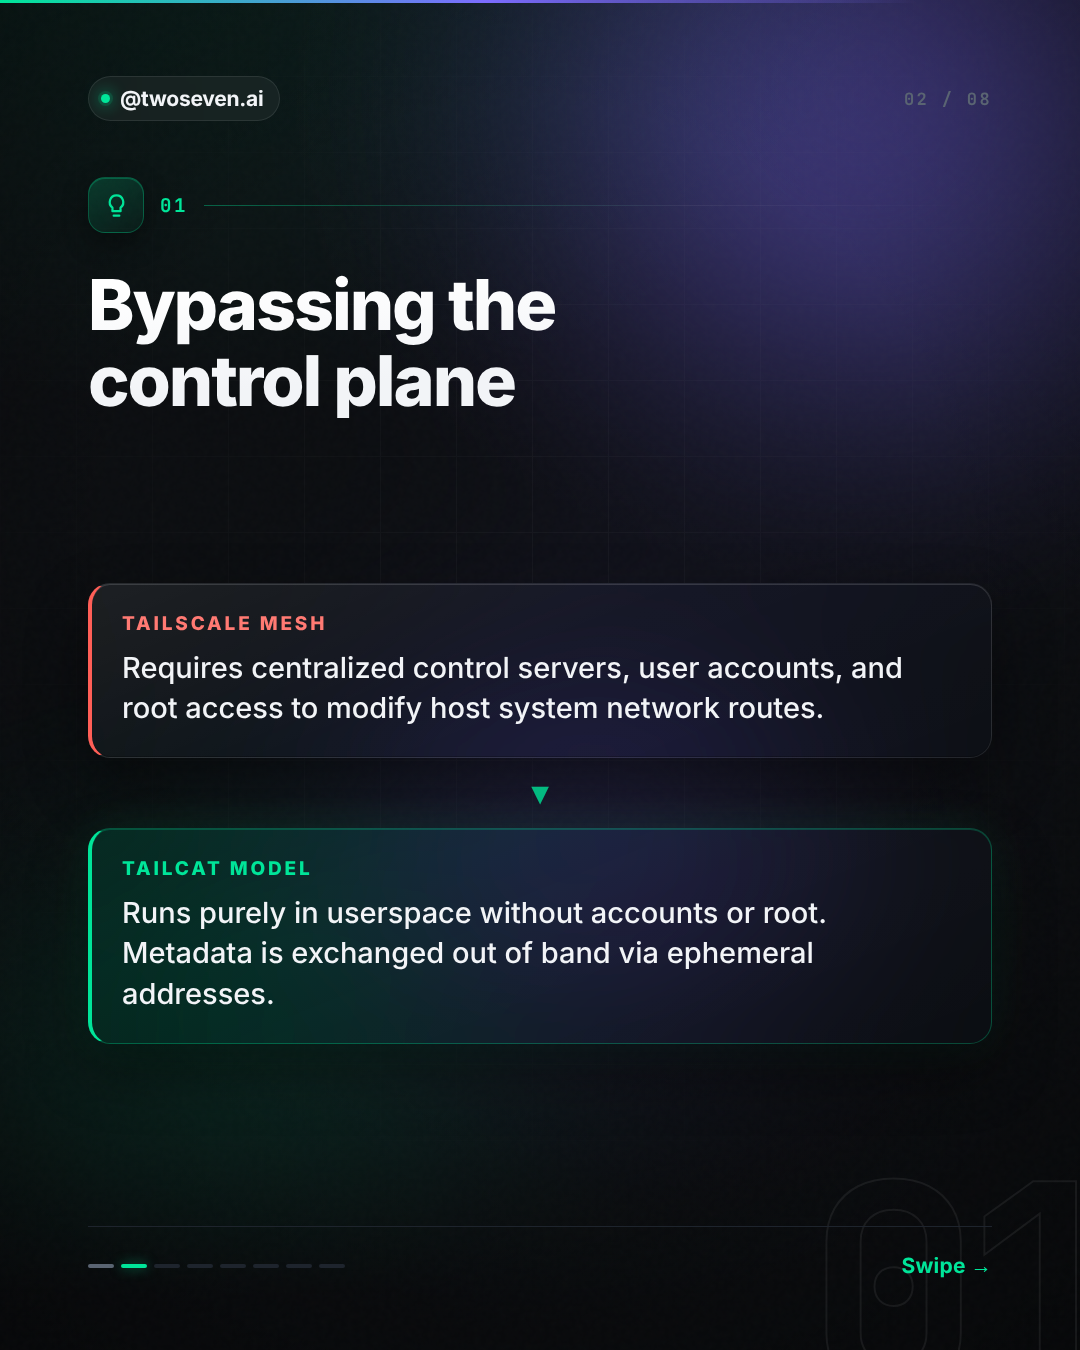 @twoseven.ai
02 / 08
01
Bypassing the
control plane
TAILSCALE MESH
Requires centralized control servers, user accounts, and
root access to modify host system network routes.
▼
TAILCAT MODEL
Runs purely in userspace without accounts or root.
Metadata is exchanged out of band via ephemeral
addresses.
Swipe →
01